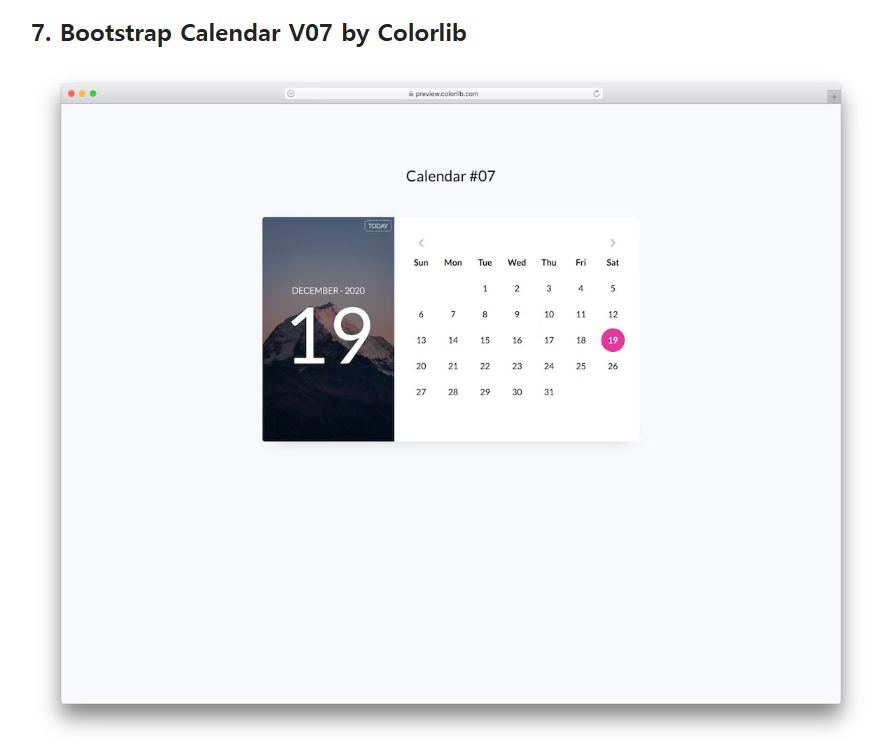 7. Bootstrap Calendar V07 by Colorlib
preview.colorlib.com
Calendar #07
TODAY
DECEMBER - 2020
19
Sun Mon Tue Wed Thu Fri Sat
1 2 3 4 5
6 7 8 9 10 11 12
13 14 15 16 17 18 19
20 21 22 23 24 25 26
27 28 29 30 31